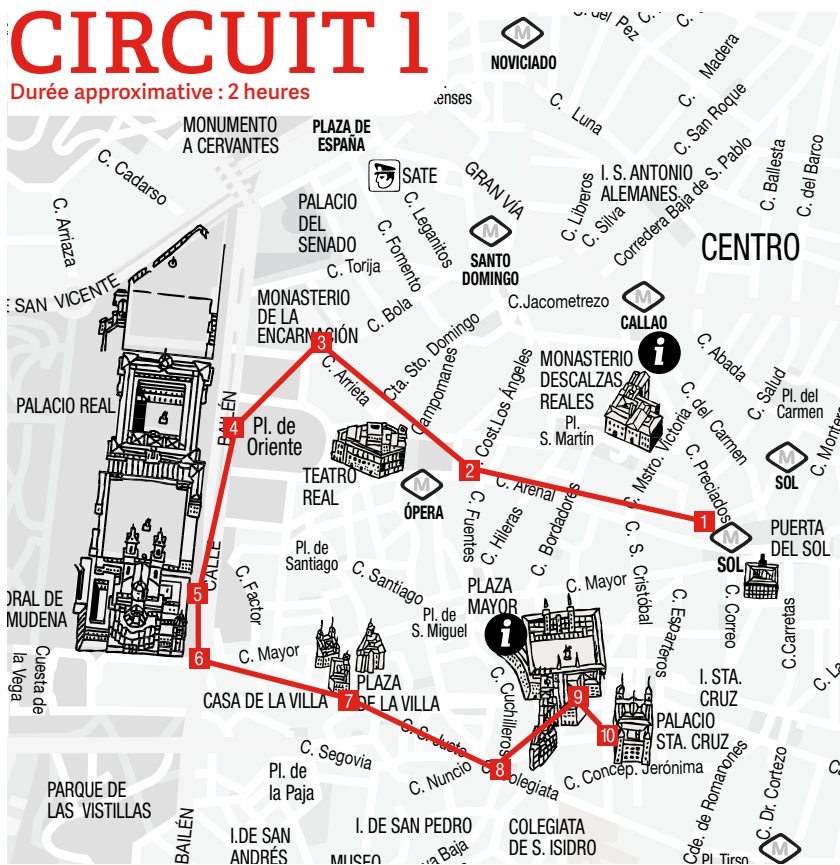 CIRCUIT 1
Durée approximative : 2 heures
C. del Pez
M
NOVICIADO
C. Madera
C. Luna
C. San Roque
MONUMENTO
A CERVANTES
PLAZA DE
ESPAÑA
C. Cadarso
SATE
GRAN VÍA
I. S. ANTONIO
ALEMANES
C. Ballesta
C. del Barco
C. Libreros
C. Silva
Corredera Baja de S. Pablo
C. Arriaza
PALACIO
DEL
SENADO
C. Leganitos
C. Fomento
M
SANTO
DOMINGO
CENTRO
C. Torija
E SAN VICENTE
MONASTERIO
DE LA
ENCARNACIÓN
C. Bola
C.Jacometrezo
M
CALLAO
3
C. Arrieta
Cta. Sto. Domingo
Campomanes
C. Cost.Los Ángeles
MONASTERIO
DESCALZAS
REALES
i
C. Abada
C. Salud
Pl. del
Carmen
PALACIO REAL
BAILÉN
4
Pl. de
Oriente
Pl.
S. Martín
C. Mstro. Victoria
C. del Carmen
C. Preciados
TEATRO
REAL
M
ÓPERA
2
C. Arenal
C. Fuentes
C. Hileras
C. Bordadores
1
M
SOL
M
SOL
PUERTA
DEL SOL
Pl. de
Santiago
C. Santiago
C. S. Cristóbal
CALLE
5
C. Factor
PLAZA
MAYOR
C. Mayor
Pl. de
S. Miguel
i
C. Esparteros
C. Correo
C.Carretas
ORAL DE
MUDENA
6
C. Mayor
Cuesta de
la Vega
CASA DE LA VILLA
7
PLAZA
DE LA VILLA
C. Cuchilleros
9
10
PALACIO
STA. CRUZ
I. STA.
CRUZ
C. S. Justo
8
C. Segovia
C. Nuncio
C. Colegiata
C. Concep. Jerónima
Pl. de
la Paja
PARQUE DE
LAS VISTILLAS
BAILÉN
I.DE SAN
ANDRÉS
I. DE SAN PEDRO
COLEGIATA
DE S. ISIDRO
Cde. de Romanones
C. Dr. Cortezo
M
MUSEO
Pl. Tirso